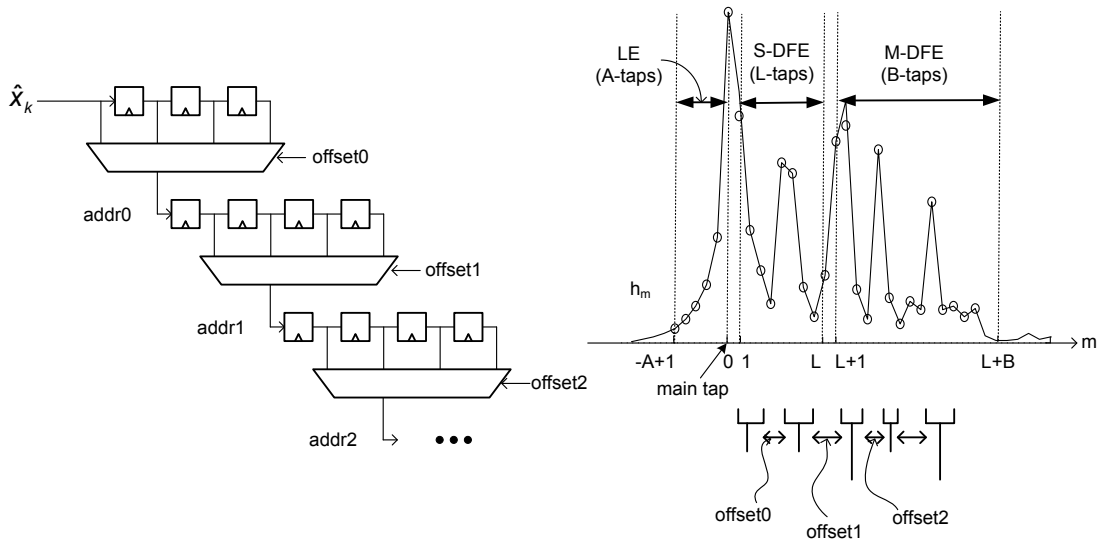 x̂ₖ
offset0
addr0
offset1
addr1
offset2
addr2
LE
(A-taps)
S-DFE
(L-taps)
M-DFE
(B-taps)
hₘ
m
-A+1
0
1
L
L+1
L+B
main tap
offset0
offset1
offset2